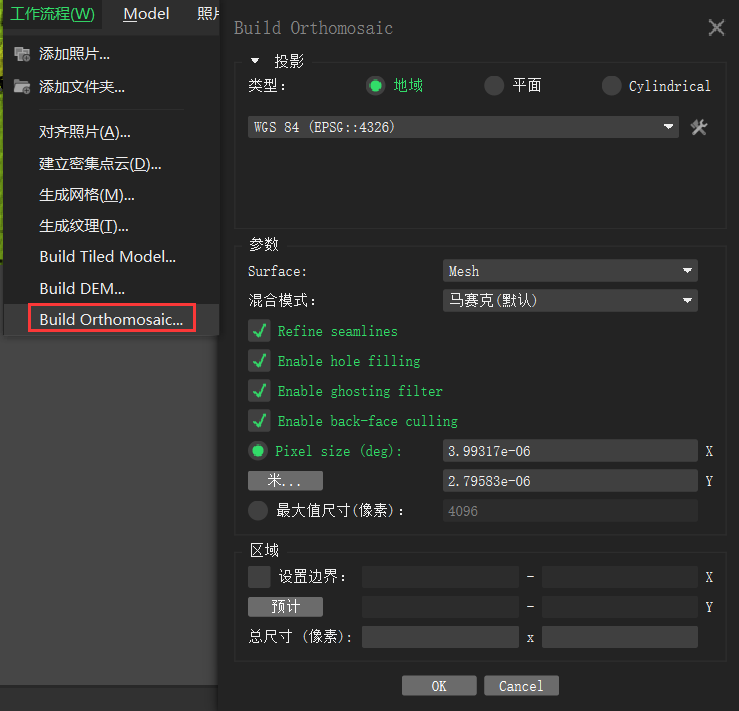 工作流程(W) Model 照片
添加照片...
添加文件夹...
对齐照片(A)...
建立密集点云(D)...
生成网格(M)...
生成纹理(T)...
Build Tiled Model...
Build DEM...
Build Orthomosaic...
Build Orthomosaic
投影
类型: 地域 平面 Cylindrical
WGS 84 (EPSG::4326)
参数
Surface: Mesh
混合模式: 马赛克(默认)
Refine seamlines
Enable hole filling
Enable ghosting filter
Enable back-face culling
Pixel size (deg): 3.99317e-06 X
米... 2.79583e-06 Y
最大值尺寸(像素): 4096
区域
设置边界: - X
预计 - Y
总尺寸 (像素): x
OK Cancel